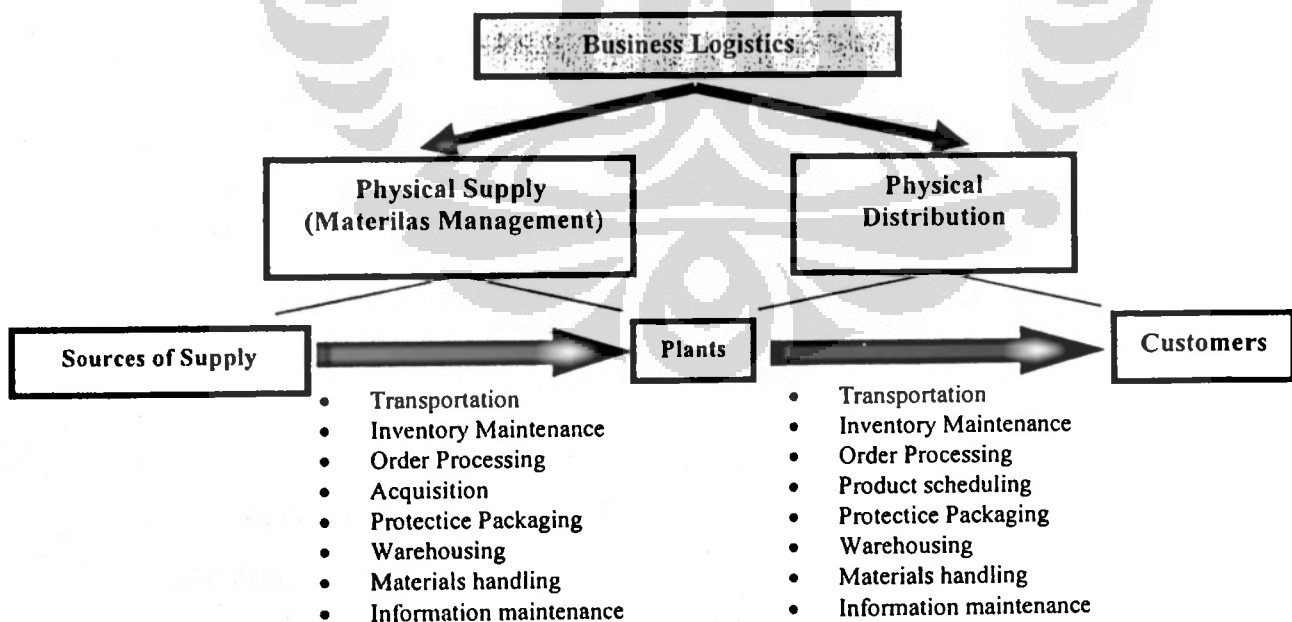 Business Logistics
Physical Supply
(Materilas Management)
Physical
Distribution
Sources of Supply
Plants
Customers
• Transportation
• Inventory Maintenance
• Order Processing
• Acquisition
• Protectice Packaging
• Warehousing
• Materials handling
• Information maintenance
• Transportation
• Inventory Maintenance
• Order Processing
• Product scheduling
• Protectice Packaging
• Warehousing
• Materials handling
• Information maintenance